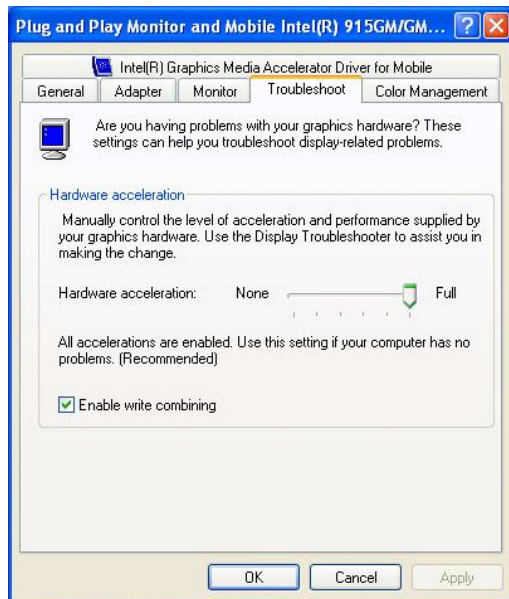 Plug and Play Monitor and Mobile Intel(R) 915GM/GM...
Intel(R) Graphics Media Accelerator Driver for Mobile
General Adapter Monitor Troubleshoot Color Management
Are you having problems with your graphics hardware? These
settings can help you troubleshoot display-related problems.
Hardware acceleration
Manually control the level of acceleration and performance supplied by
your graphics hardware. Use the Display Troubleshooter to assist you in
making the change.
Hardware acceleration: None Full
All accelerations are enabled. Use this setting if your computer has no
problems. (Recommended)
Enable write combining
OK Cancel Apply